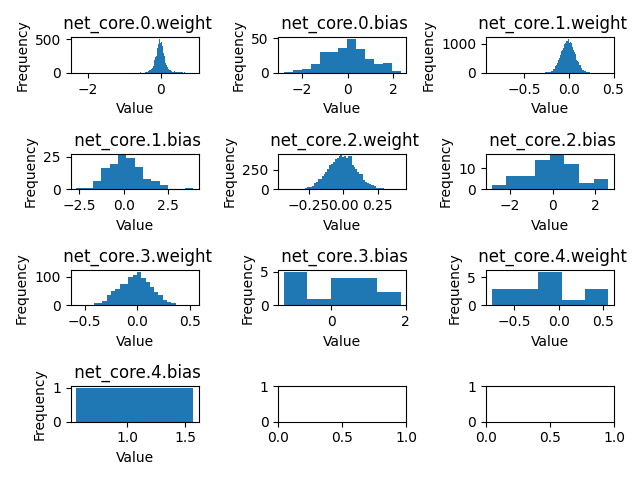 net_core.0.weight
500
0
−2
0
Frequency
Value
net_core.0.bias
50
0
−2
0
2
Frequency
Value
net_core.1.weight
1000
0
−0.5
0.0
0.5
Frequency
Value
net_core.1.bias
25
0
−2.5
0.0
2.5
Frequency
Value
net_core.2.weight
250
0
−0.25
0.00
0.25
Frequency
Value
net_core.2.bias
10
0
−2
0
2
Frequency
Value
net_core.3.weight
100
0
−0.5
0.0
0.5
Frequency
Value
net_core.3.bias
5
0
0
2
Frequency
Value
net_core.4.weight
5
0
−0.5
0.0
0.5
Frequency
Value
net_core.4.bias
1
0
1.0
1.5
Frequency
Value
1
0
0.0
0.5
1.0
1
0
0.0
0.5
1.0